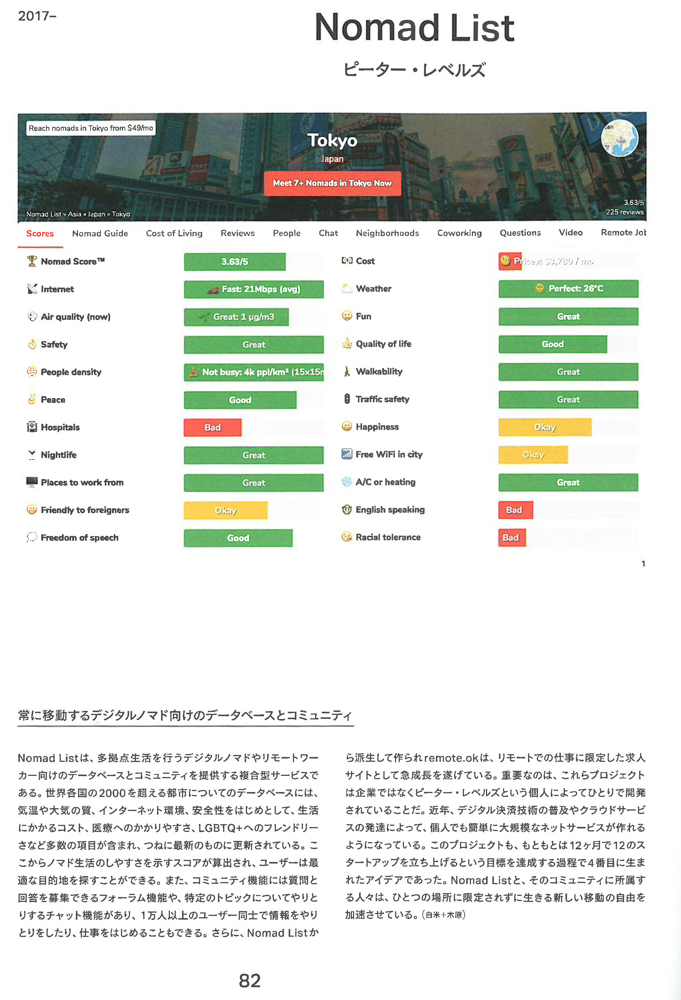 2017–
Nomad List
ピーター・レベルズ
Reach nomads in Tokyo from $49/mo
Tokyo
Japan
Meet 7+ Nomads in Tokyo Now
3.63/5
225 reviews
Nomad List » Asia » Japan » Tokyo
Scores Nomad Guide Cost of Living Reviews People Chat Neighborhoods Coworking Questions Video Remote Jobs
Nomad Score™ 3.63/5 Cost Pricey: $3,789 / mo
Internet Fast: 21Mbps (avg) Weather Perfect: 26°C
Air quality (now) Great: 1 µg/m3 Fun Great
Safety Great Quality of life Good
People density Not busy: 4k ppl/km² (15x15m Walkability Great
Peace Good Traffic safety Great
Hospitals Bad Happiness Okay
Nightlife Great Free WiFi in city Okay
Places to work from Great A/C or heating Great
Friendly to foreigners Okay English speaking Bad
Freedom of speech Good Racial tolerance Bad
1
常に移動するデジタルノマド向けのデータベースとコミュニティ
Nomad Listは、多拠点生活を行うデジタルノマドやリモートワー
カー向けのデータベースとコミュニティを提供する複合型サービスで
ある。世界各国の2000を超える都市についてのデータベースには、
気温や大気の質、インターネット環境、安全性をはじめとして、生活
にかかるコスト、医療へのかかりやすさ、LGBTQ+へのフレンドリー
さなど多数の項目が含まれ、つねに最新のものに更新されている。こ
こからノマド生活のしやすさを示すスコアが算出され、ユーザーは最
適な目的地を探すことができる。また、コミュニティ機能には質問と
回答を募集できるフォーラム機能や、特定のトピックについてやりと
りするチャット機能があり、1万人以上のユーザー同士で情報をやり
とりをしたり、仕事をはじめることもできる。さらに、Nomad Listか
ら派生して作られremote.okは、リモートでの仕事に限定した求人
サイトとして急成長を遂げている。重要なのは、これらプロジェクト
は企業ではなくピーター・レベルズという個人によってひとりで開発
されていることだ。近年、デジタル決済技術の普及やクラウドサービ
スの発達によって、個人でも簡単に大規模なネットサービスが作れる
ようになっている。このプロジェクトも、もともとは12ヶ月で12のス
タートアップを立ち上げるという目標を達成する過程で4番目に生ま
れたアイデアであった。Nomad Listと、そのコミュニティに所属す
る人々は、ひとつの場所に限定されずに生きる新しい移動の自由を
加速させている。（白米+木原）
82